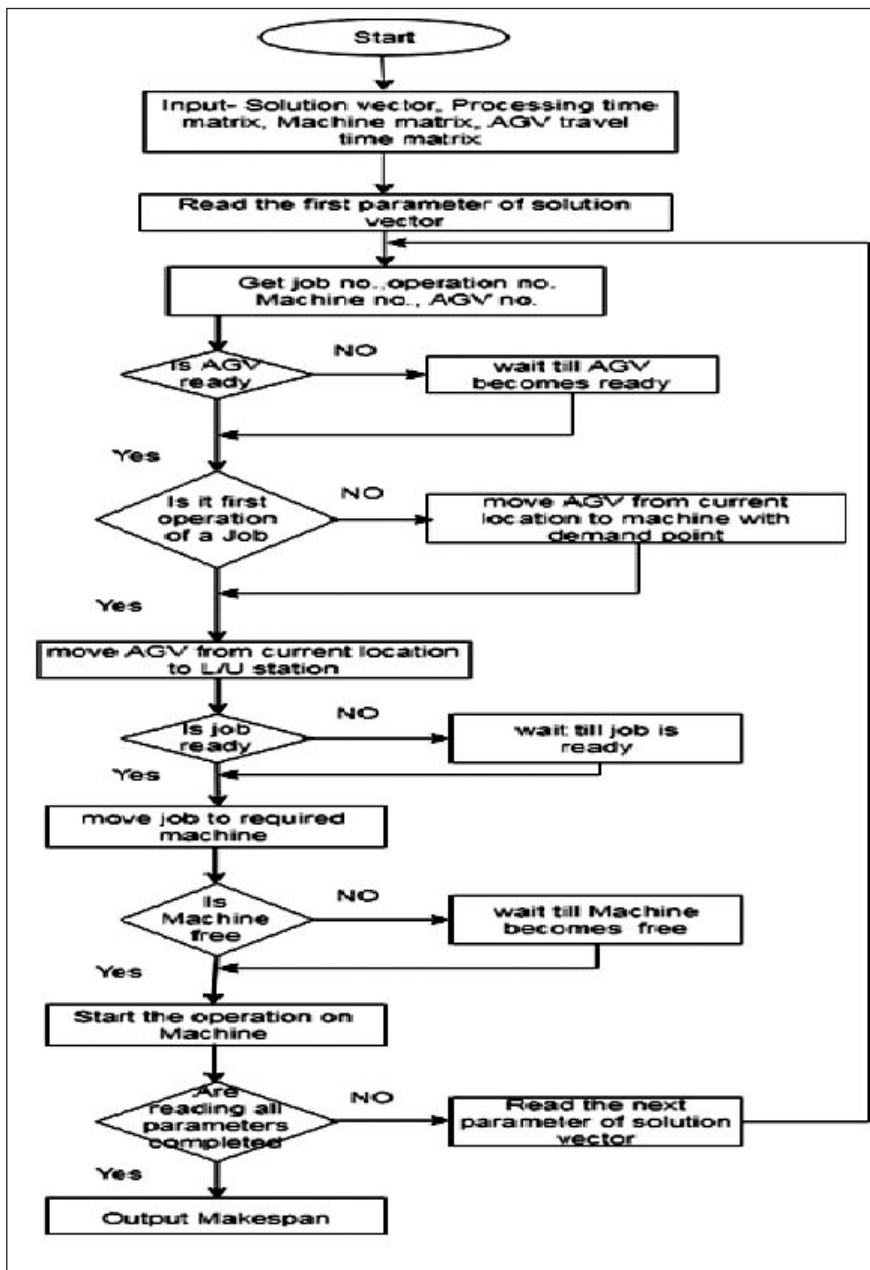 Start
Input- Solution vector, Processing time
matrix, Machine matrix, AGV travel
time matrix
Read the first parameter of solution
vector
Get job no.,operation no.
Machine no., AGV no.
Is AGV
ready
NO
wait till AGV
becomes ready
Yes
Is it first
operation
of a Job
NO
move AGV from current
location to machine with
demand point
Yes
move AGV from current location
to L/U station
Is job
ready
NO
wait till job is
ready
Yes
move job to required
machine
Is
Machine
free
NO
wait till Machine
becomes free
Yes
Start the operation on
Machine
Are
reading all
parameters
completed
NO
Read the next
parameter of solution
vector
Yes
Output Makespan